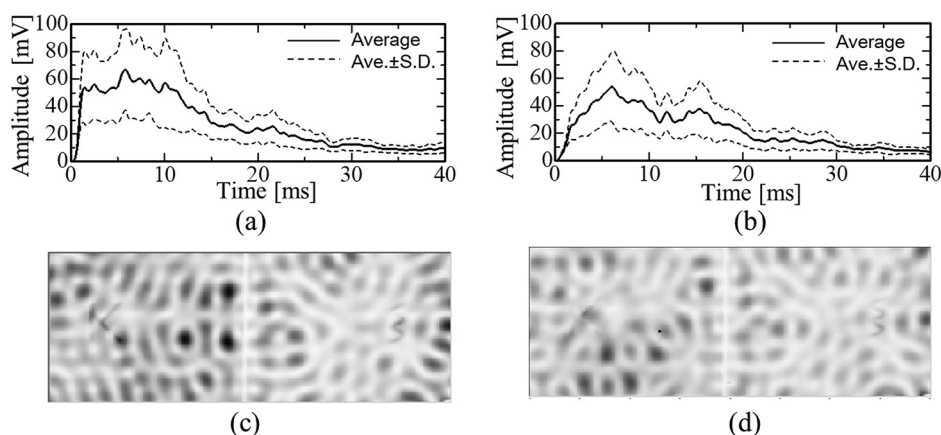 (a)
Amplitude [mV]
100
80
60
40
20
0
Average
Ave.±S.D.
0 10 20 30 40
Time [ms]
(b)
Amplitude [mV]
100
80
60
40
20
0
Average
Ave.±S.D.
0 10 20 30 40
Time [ms]
(a) (b)
(c) (d)